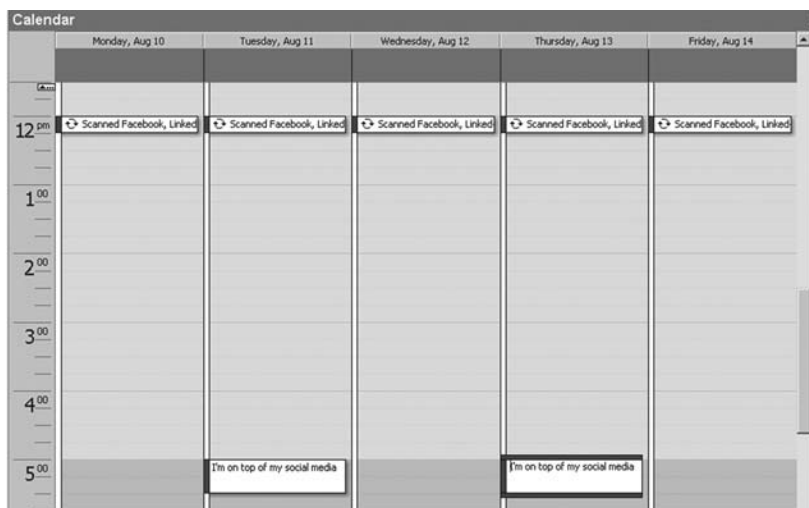 Calendar
Monday, Aug 10 Tuesday, Aug 11 Wednesday, Aug 12 Thursday, Aug 13 Friday, Aug 14
12 pm Scanned Facebook, Linked Scanned Facebook, Linked Scanned Facebook, Linked Scanned Facebook, Linked Scanned Facebook, Linked
1 00
2 00
3 00
4 00
5 00 I'm on top of my social media I'm on top of my social media